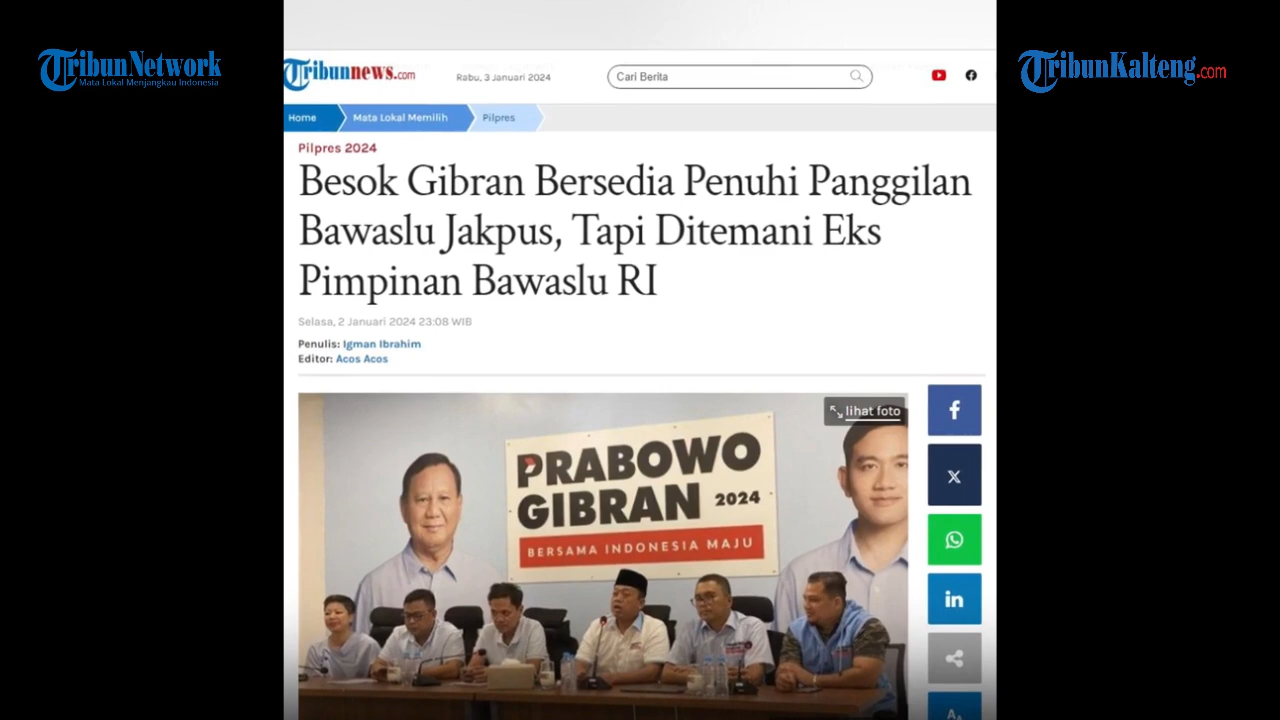 TribunNetwork
Mata Lokal Menjangkau Indonesia
TribunKalteng.com
Tribunnews.com
Rabu, 3 Januari 2024
Cari Berita
Home
Mata Lokal Memilih
Pilpres
Pilpres 2024
Besok Gibran Bersedia Penuhi Panggilan
Bawaslu Jakpus, Tapi Ditemani Eks
Pimpinan Bawaslu RI
Selasa, 2 Januari 2024 23:08 WIB
Penulis: Igman Ibrahim
Editor: Acos Acos
lihat foto
PRABOWO
GIBRAN 2024
BERSAMA INDONESIA MAJU